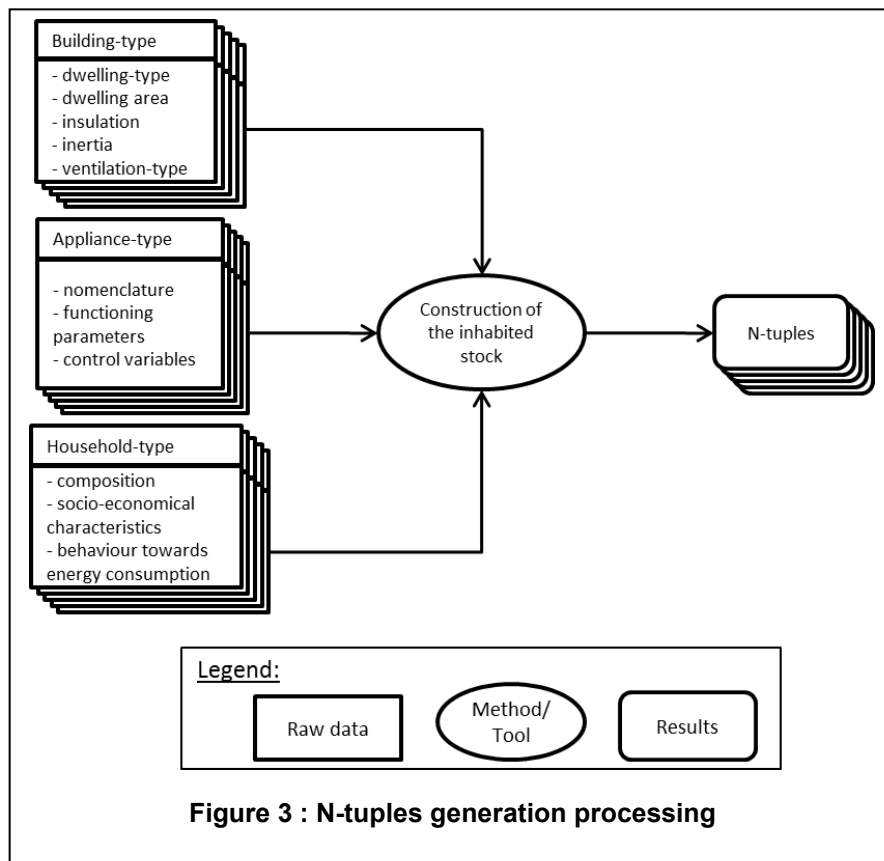 Building-type
- dwelling-type
- dwelling area
- insulation
- inertia
- ventilation-type
Appliance-type
- nomenclature
- functioning
parameters
- control variables
Household-type
- composition
- socio-economical
characteristics
- behaviour towards
energy consumption
Construction of
the inhabited
stock
N-tuples
Legend:
Raw data
Method/
Tool
Results
Figure 3 : N-tuples generation processing